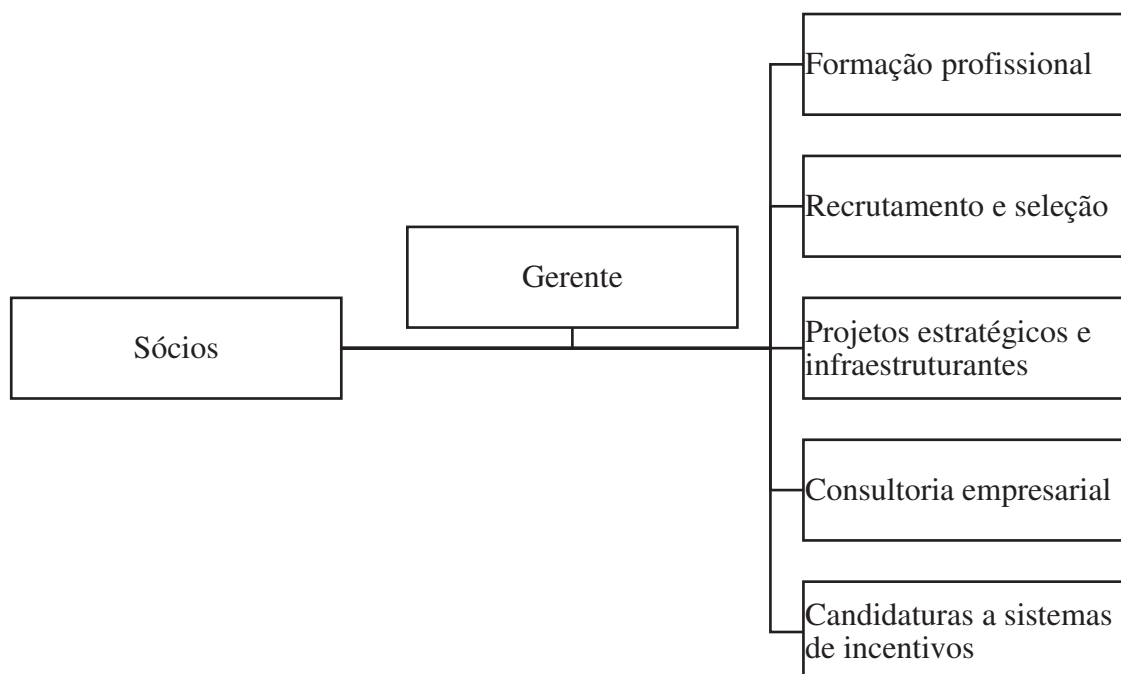 Sócios
Gerente
Formação profissional
Recrutamento e seleção
Projetos estratégicos e
infraestruturantes
Consultoria empresarial
Candidaturas a sistemas
de incentivos